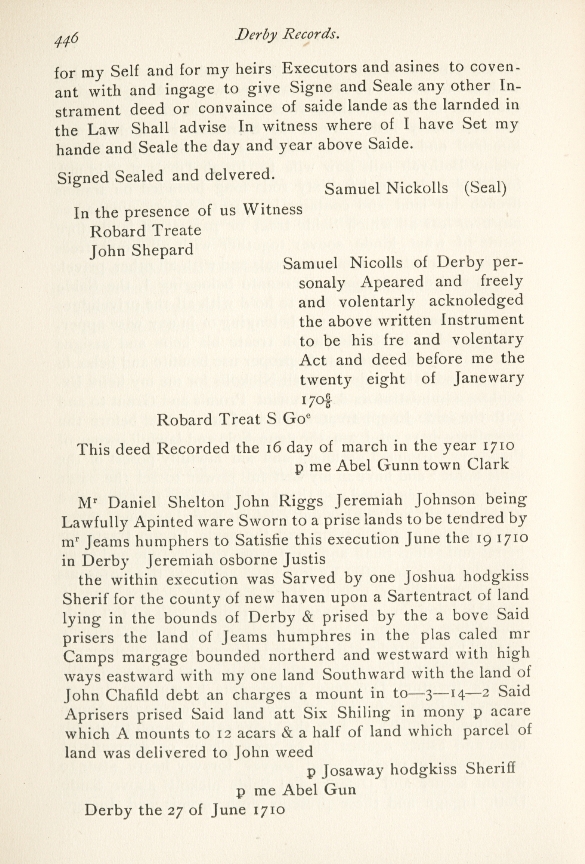 446
Derby Records.
for my Self and for my heirs Executors and asines to coven-
ant with and ingage to give Signe and Seale any other In-
strament deed or convaince of saide lande as the larnded in
the Law Shall advise In witness where of I have Set my
hande and Seale the day and year above Saide.
Signed Sealed and delvered.
Samuel Nickolls (Seal)
In the presence of us Witness
Robard Treate
John Shepard
Samuel Nicolls of Derby per-
sonaly Apeared and freely
and voluntarly acknoledged
the above written Instrument
to be his fre and volentary
Act and deed before me the
twenty eight of Janewary
170⁸⁄₉
Robard Treat S Goᵉ
This deed Recorded the 16 day of march in the year 1710
p me Abel Gunn town Clark
Mʳ Daniel Shelton John Riggs Jeremiah Johnson being
Lawfully Apinted ware Sworn to a prise lands to be tendred by
mʳ Jeams humphers to Satisfie this execution June the 19 1710
in Derby Jeremiah osborne Justis
the within execution was Sarved by one Joshua hodgkiss
Sherif for the county of new haven upon a Sartentract of land
lying in the bounds of Derby & prised by the a bove Said
prisers the land of Jeams humphres in the plas caled mr
Camps margage bounded northerd and westward with high
ways eastward with my one land Southward with the land of
John Chafild debt an charges a mount in to—3—14—2 Said
Aprisers prised Said land att Six Shiling in mony p acare
which A mounts to 12 acars & a half of land which parcel of
land was delivered to John weed
p Josaway hodgkiss Sheriff
p me Abel Gun
Derby the 27 of June 1710